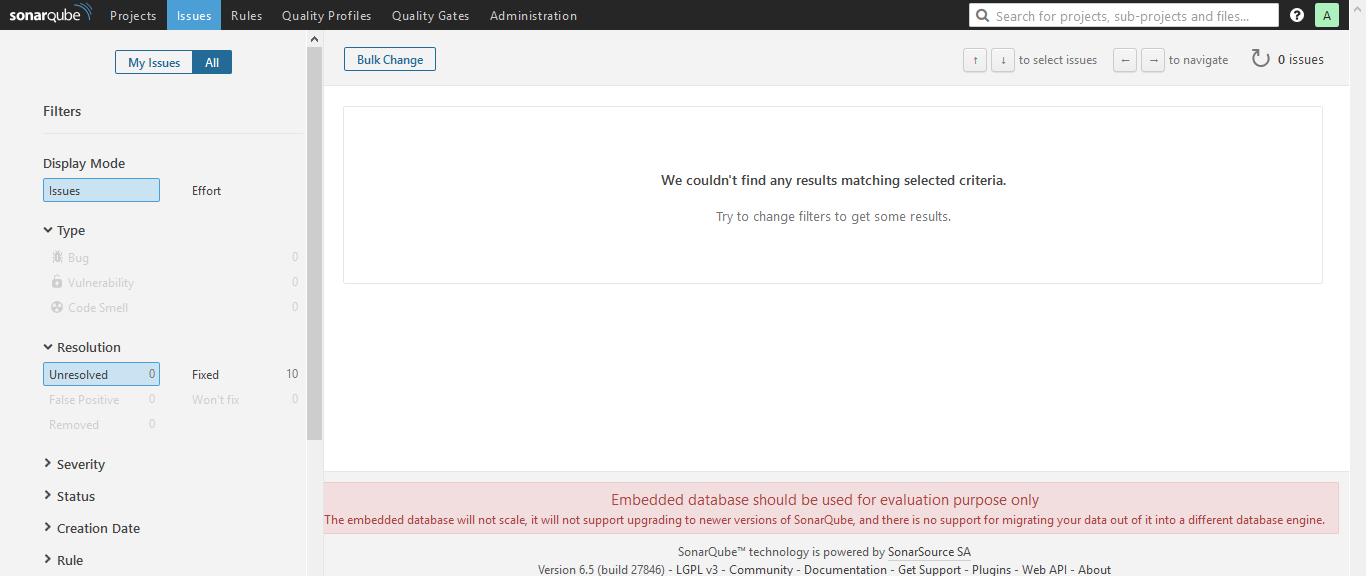 sonarqube Projects Issues Rules Quality Profiles Quality Gates Administration Search for projects, sub-projects and files... ? A
My Issues All
Bulk Change ↑ ↓ to select issues ← → to navigate 0 issues
Filters
Display Mode
Issues Effort
Type
Bug 0
Vulnerability 0
Code Smell 0
Resolution
Unresolved 0 Fixed 10
False Positive 0 Won't fix 0
Removed 0
Severity
Status
Creation Date
Rule
We couldn't find any results matching selected criteria.
Try to change filters to get some results.
Embedded database should be used for evaluation purpose only
The embedded database will not scale, it will not support upgrading to newer versions of SonarQube, and there is no support for migrating your data out of it into a different database engine.
SonarQube™ technology is powered by SonarSource SA
Version 6.5 (build 27846) - LGPL v3 - Community - Documentation - Get Support - Plugins - Web API - About